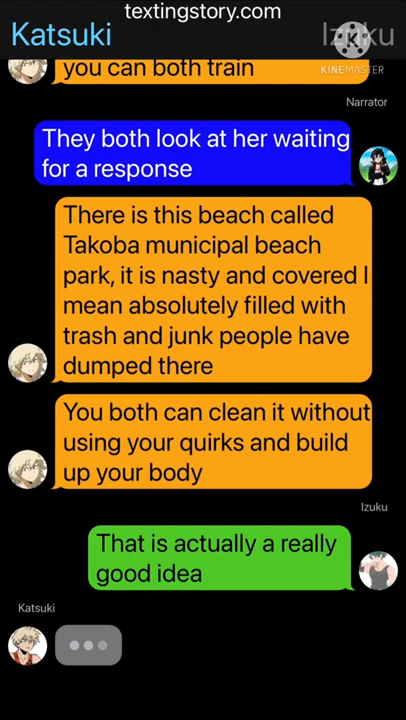 textingstory.com
Katsuki
Izuku
KINEMASTER
you can both train
Narrator
They both look at her waiting
for a response
There is this beach called
Takoba municipal beach
park, it is nasty and covered I
mean absolutely filled with
trash and junk people have
dumped there
You both can clean it without
using your quirks and build
up your body
Izuku
That is actually a really
good idea
Katsuki